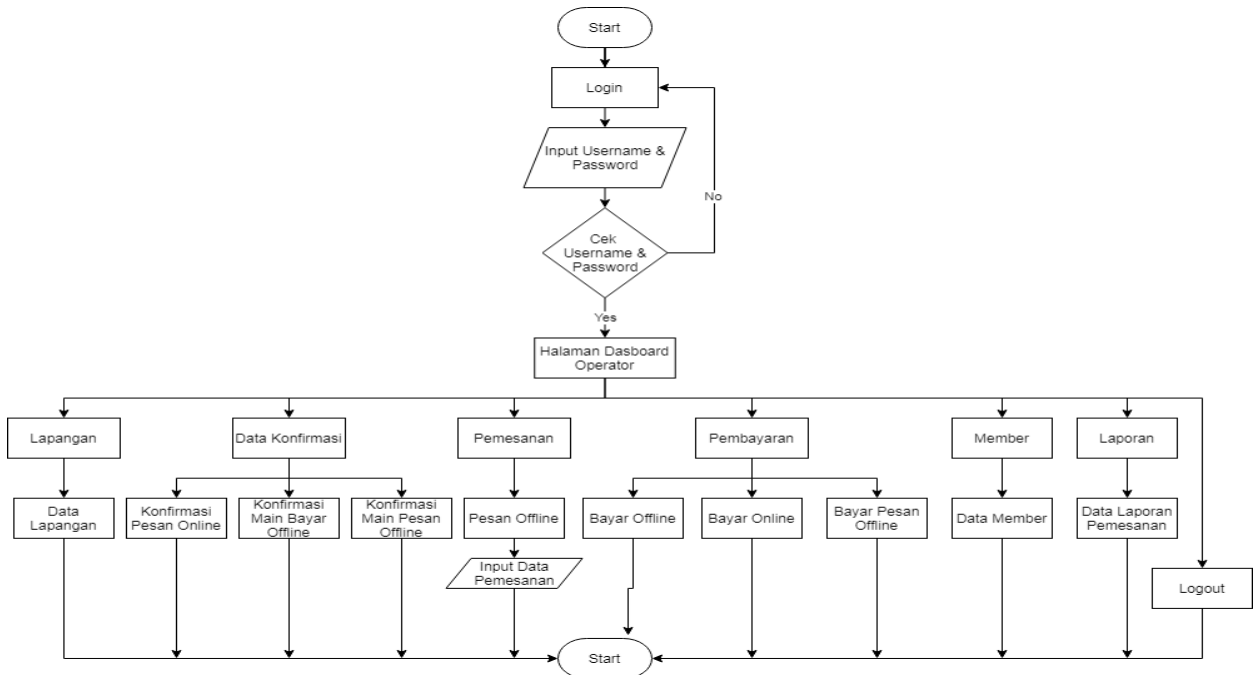 Start
Login
Input Username &
Password
No
Cek
Username &
Password
Yes
Halaman Dasboard
Operator
Lapangan
Data Konfirmasi
Pemesanan
Pembayaran
Member
Laporan
Data
Lapangan
Konfirmasi
Pesan Online
Konfirmasi
Main Bayar
Offline
Konfirmasi
Main Pesan
Offline
Pesan Offline
Bayar Offline
Bayar Online
Bayar Pesan
Offline
Data Member
Data Laporan
Pemesanan
Input Data
Pemesanan
Logout
Start